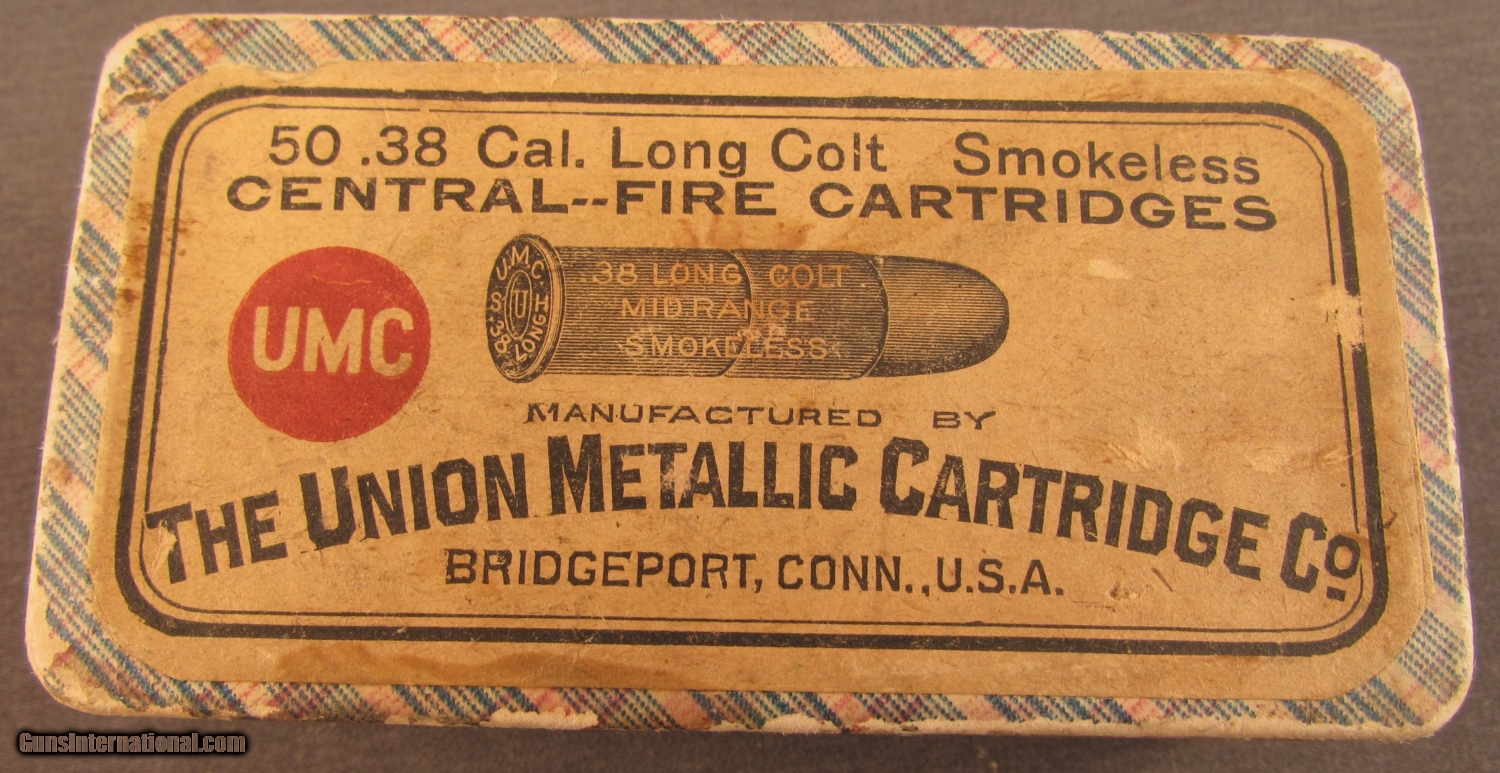 50 .38 Cal. Long Colt Smokeless
CENTRAL--FIRE CARTRIDGES
UMC
U.M.C.
S H
U
.38 LONG
.38 LONG COLT
MID RANGE
SMOKELESS
MANUFACTURED BY
THE UNION METALLIC CARTRIDGE CO.
BRIDGEPORT, CONN., U.S.A.
GunsInternational.com